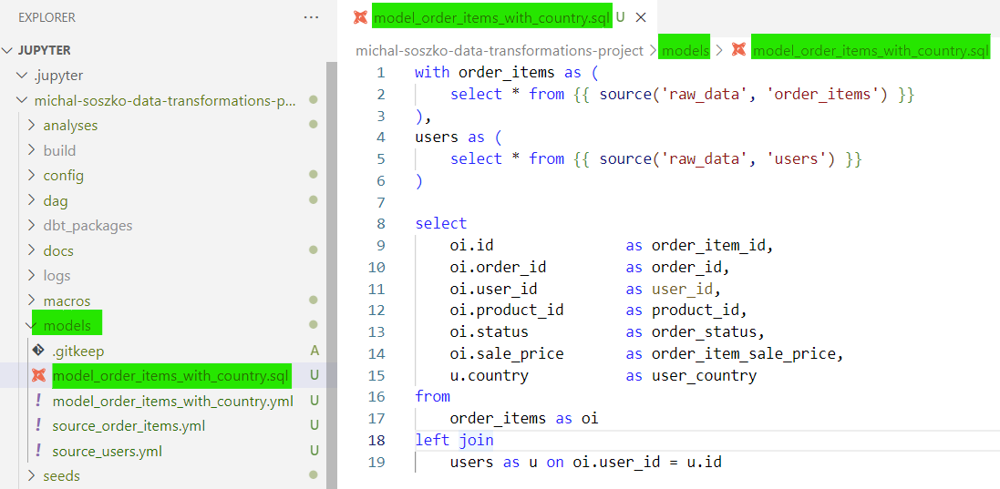 EXPLORER
JUPYTER
.jupyter
michal-soszko-data-transformations-p...
analyses
build
config
dag
dbt_packages
docs
logs
macros
models
.gitkeep A
model_order_items_with_country.sql U
! model_order_items_with_country.yml U
! source_order_items.yml U
! source_users.yml U
seeds
model_order_items_with_country.sql U
michal-soszko-data-transformations-project > models > model_order_items_with_country.sql
1 with order_items as (
2 select * from {{ source('raw_data', 'order_items') }}
3 ),
4 users as (
5 select * from {{ source('raw_data', 'users') }}
6 )
7
8 select
9 oi.id as order_item_id,
10 oi.order_id as order_id,
11 oi.user_id as user_id,
12 oi.product_id as product_id,
13 oi.status as order_status,
14 oi.sale_price as order_item_sale_price,
15 u.country as user_country
16 from
17 order_items as oi
18 left join
19 users as u on oi.user_id = u.id